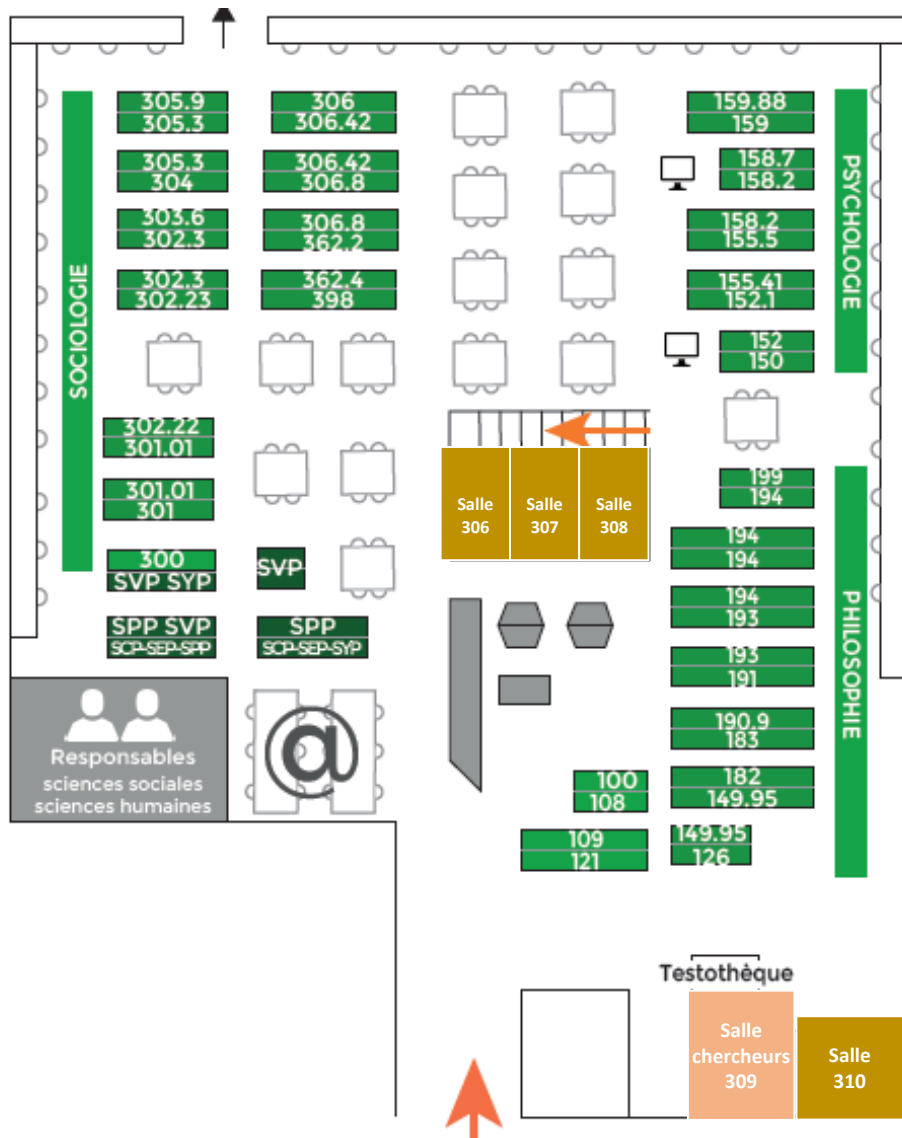 305.9
305.3
305.3
304
303.6
302.3
302.3
302.23
SOCIOLOGIE
302.22
301.01
301.01
301
300
SVP SYP
SPP SVP
SCP-SEP-SPP
306
306.42
306.42
306.8
306.8
362.2
362.4
398
SVP
SPP
SCP-SEP-SYP
Responsables
sciences sociales
sciences humaines
@
Salle
306
Salle
307
Salle
308
159.88
159
158.7
158.2
158.2
155.5
155.41
152.1
152
150
PSYCHOLOGIE
199
194
194
194
194
193
193
191
190.9
183
182
149.95
149.95
126
PHILOSOPHIE
100
108
109
121
Testothèque
Salle
chercheurs
309
Salle
310